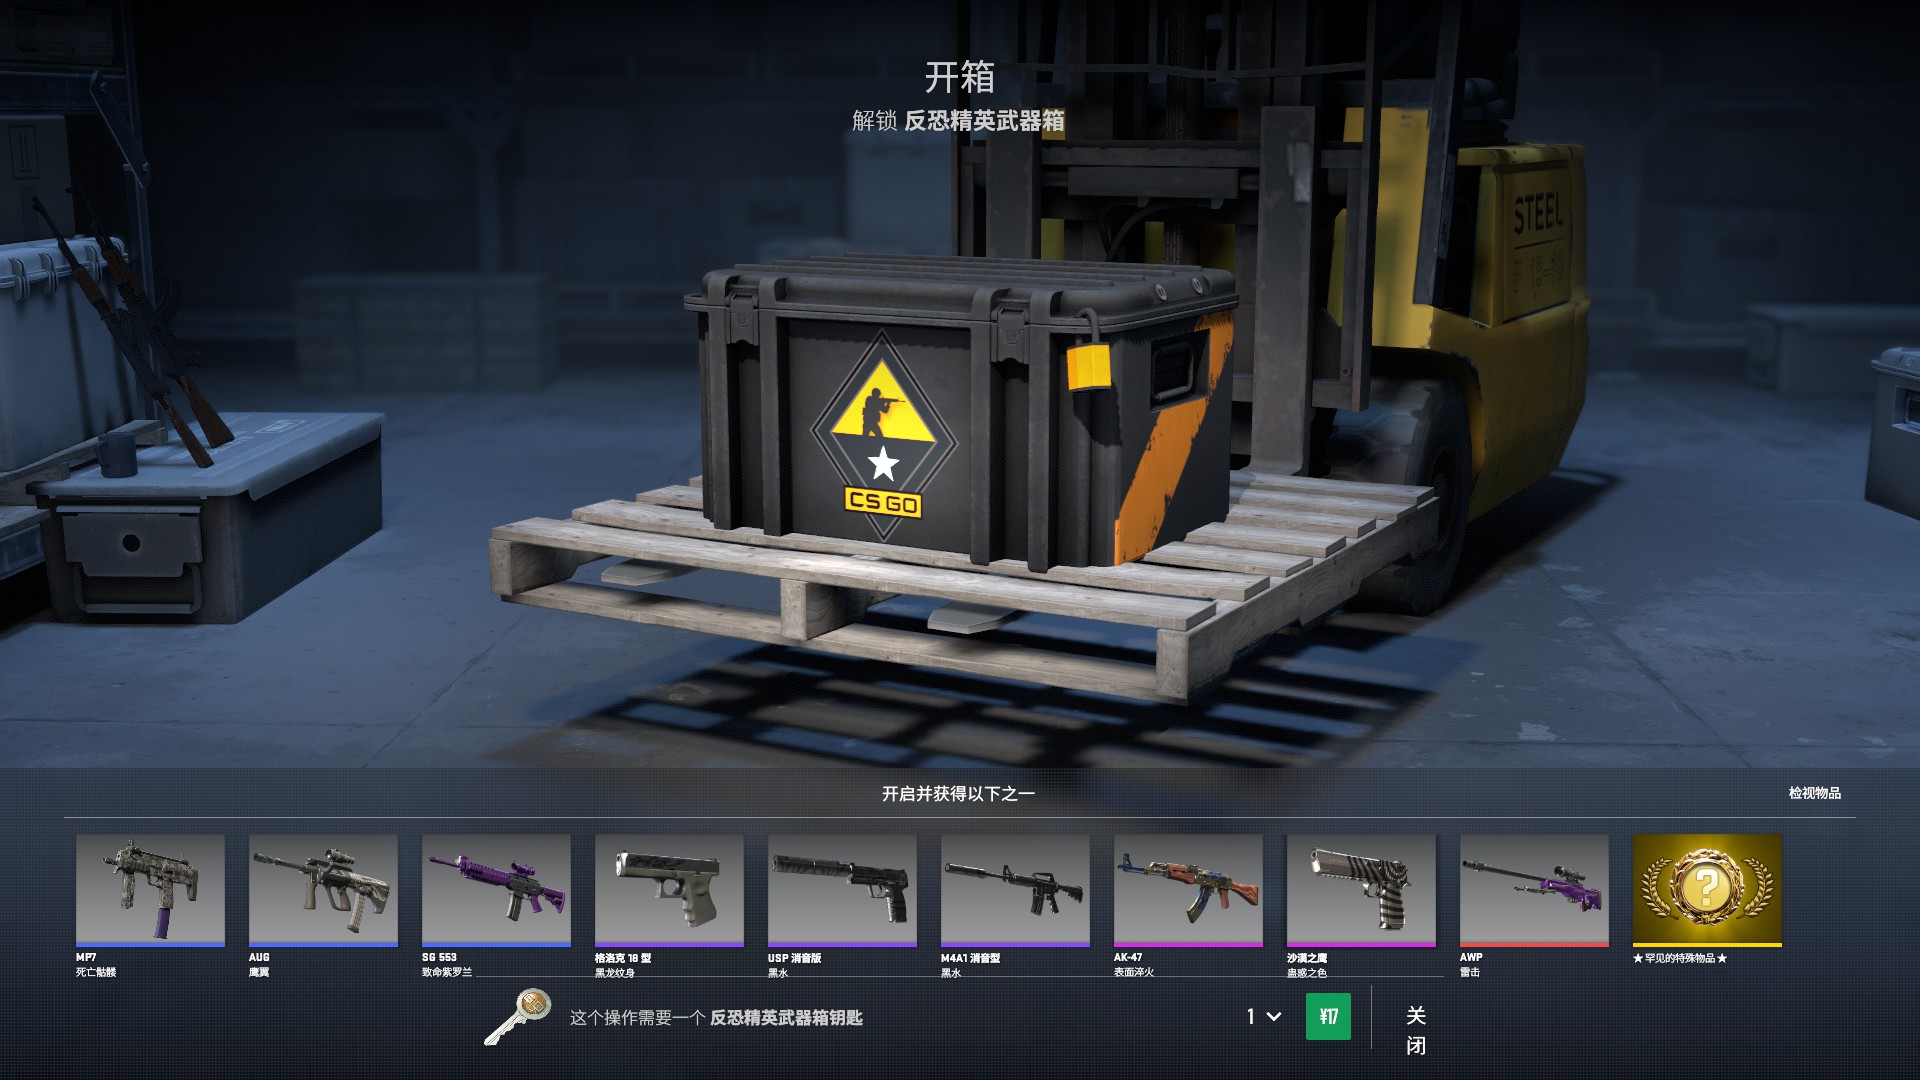 开箱
解锁 反恐精英武器箱
STEEL
CS GO
开启并获得以下之一
检视物品
MP7
死亡骷髅
AUG
鹰翼
SG 553
致命紫罗兰
格洛克 18 型
黑龙纹身
USP 消音版
黑水
M4A1 消音型
黑水
AK-47
表面淬火
沙漠之鹰
蛊惑之色
AWP
雷击
★ 罕见的特殊物品 ★
这个操作需要一个 反恐精英武器箱钥匙
1
¥17
关
闭